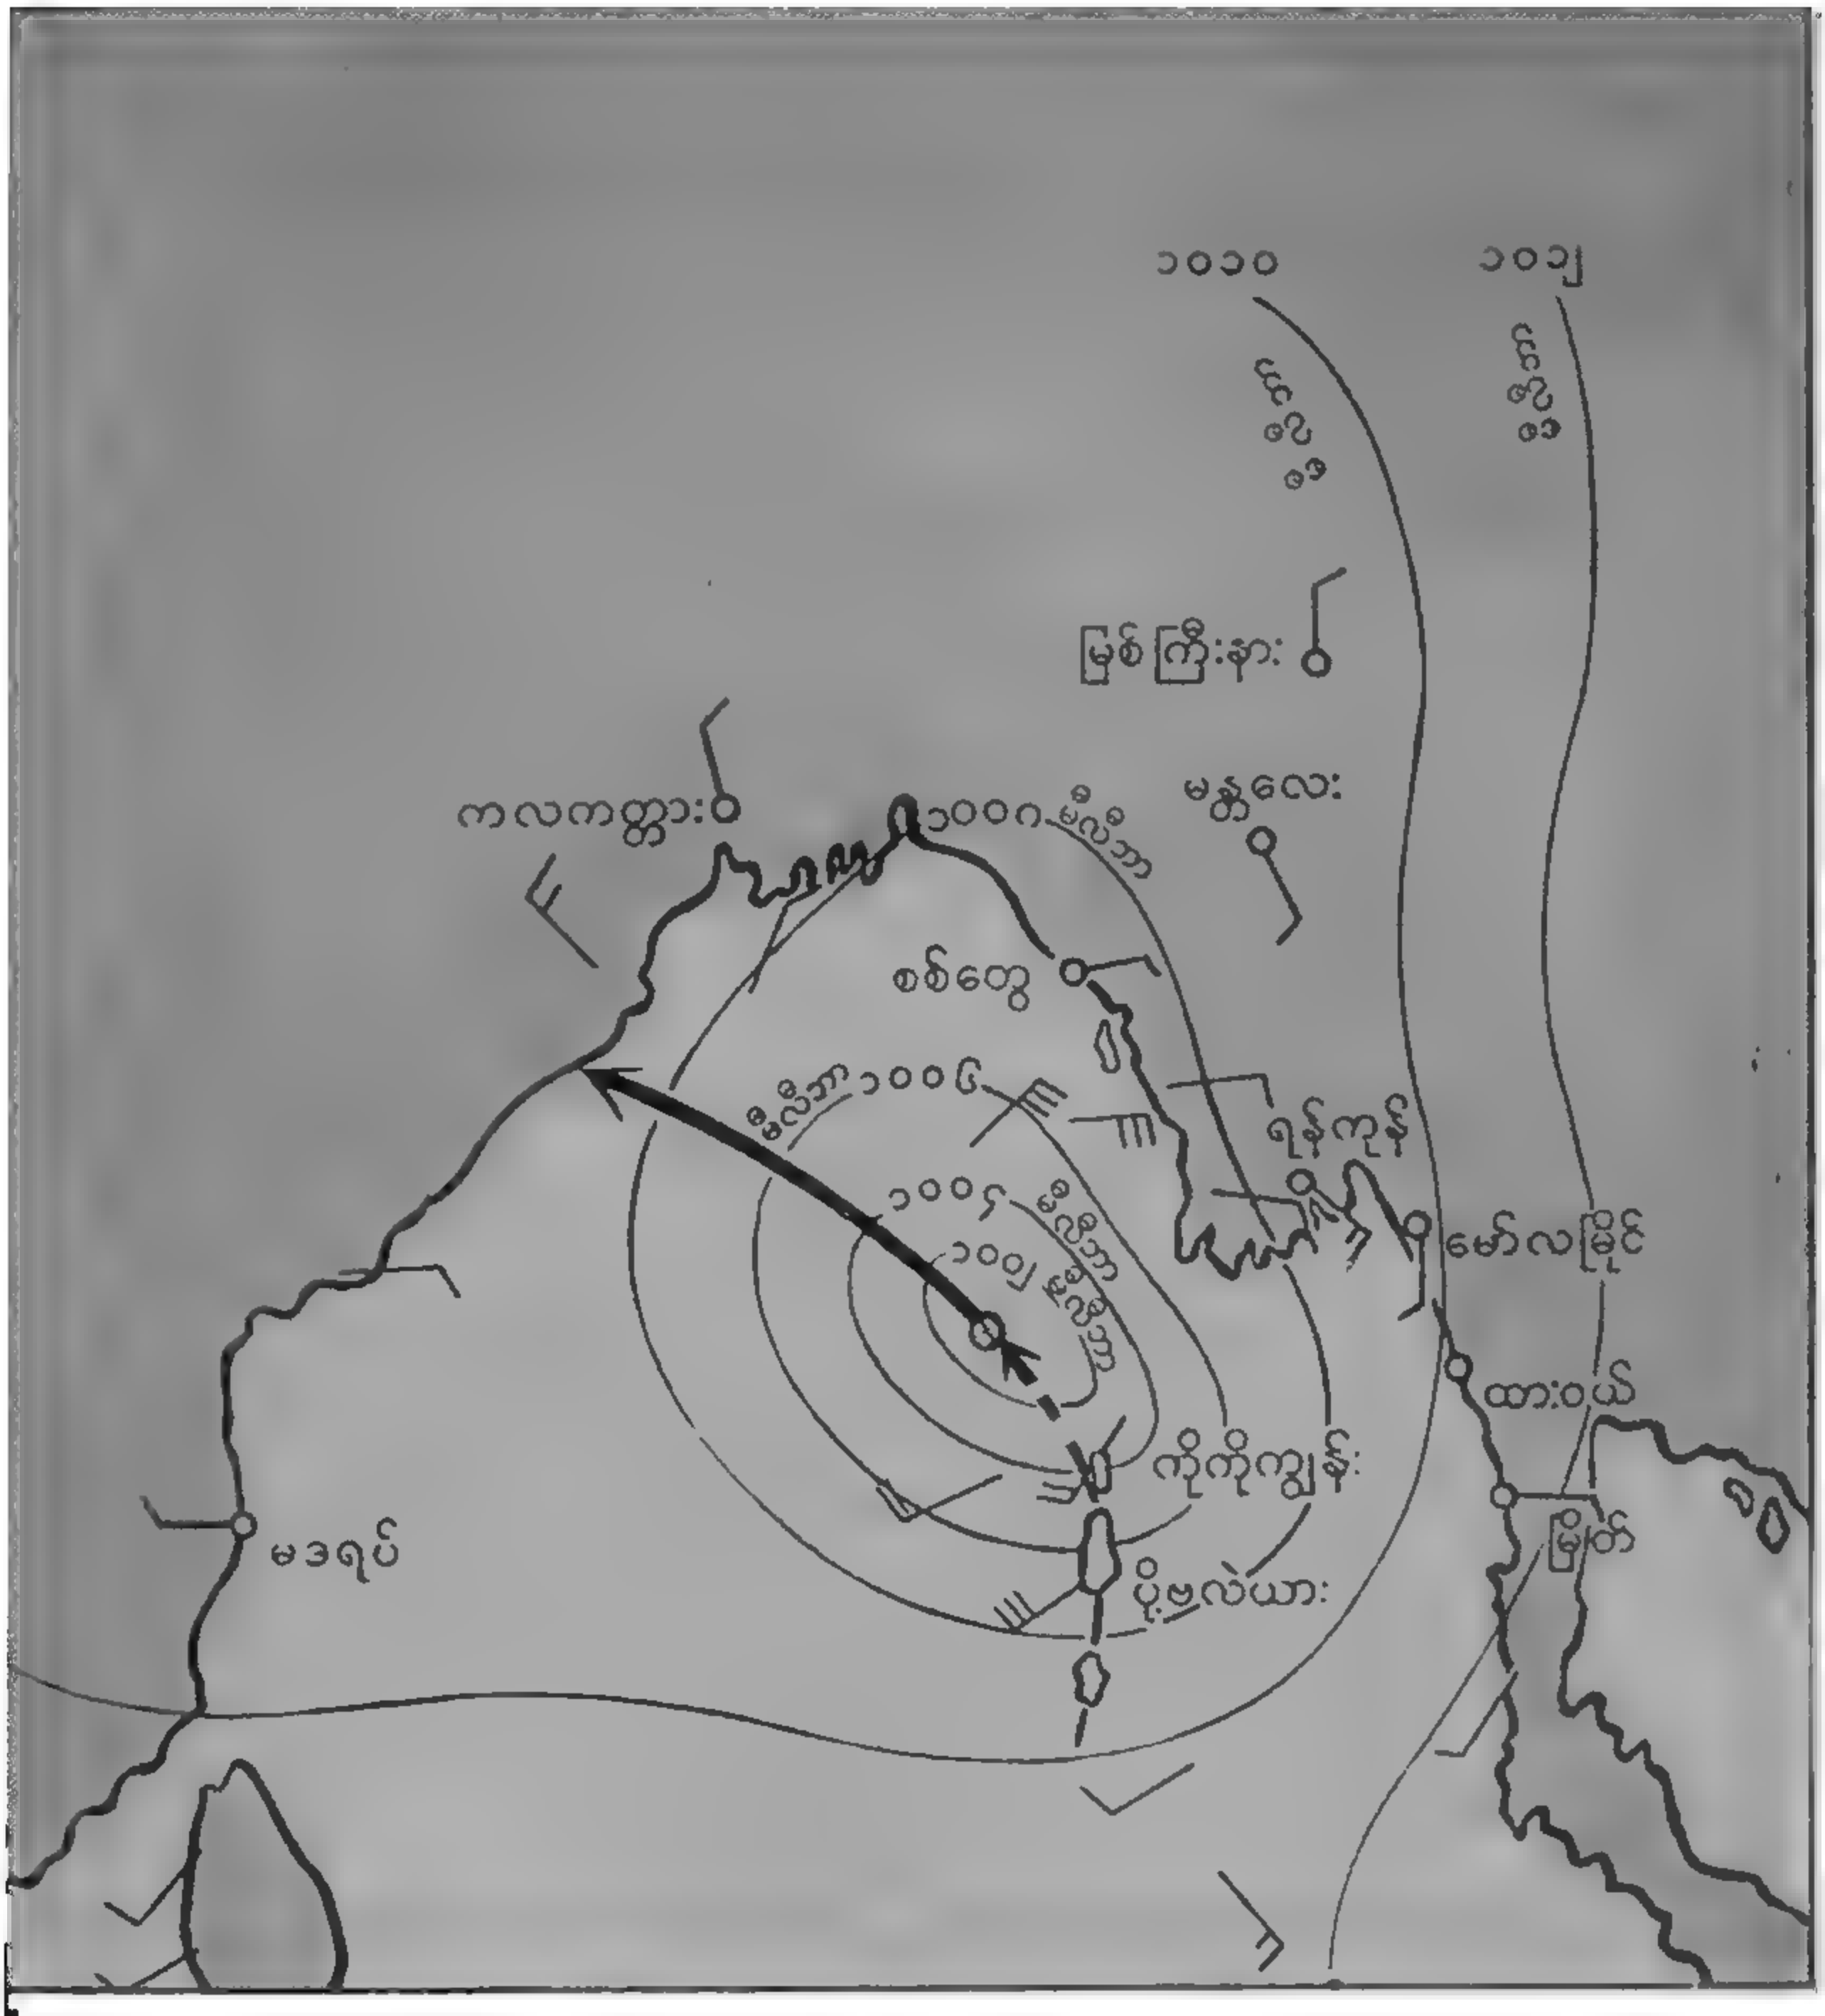 ၁၀၁၀
၁၀၁၂
မီလီဘာ
မီလီဘာ
မြစ်ကြီးနား
မန္တလေး
ကလကတ္တား
၁၀၀ဂ မီလီဘာ
စစ်တွေ
မီလီဘာ ၁၀၀၆
ရန်ကုန်
၁၀၀၄ မီလီဘာ
မော်လမြိုင်
၁၀၀၂ မီလီဘာ
ထားဝယ်
ကိုကိုကျွန်း
မြိတ်
မဒရပ်
ပို့ဗလဲယား